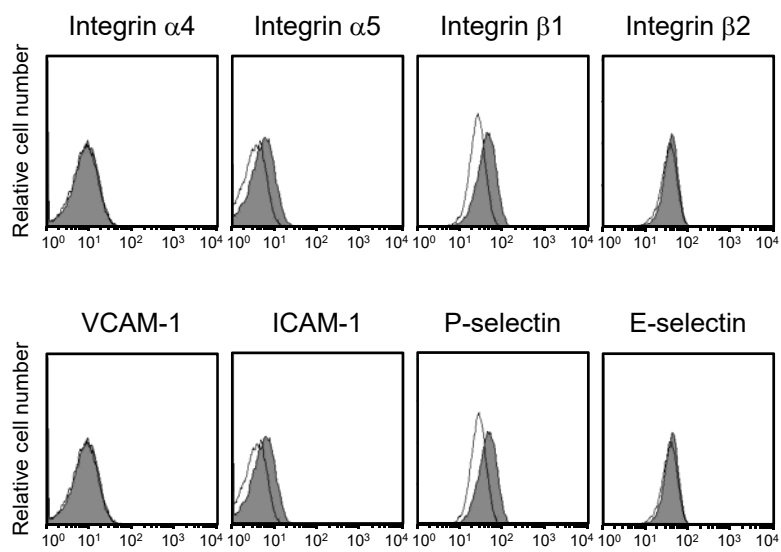 Integrin α4 Integrin α5 Integrin β1 Integrin β2
Relative cell number
10⁰ 10¹ 10² 10³ 10⁴ 10⁰ 10¹ 10² 10³ 10⁴ 10⁰ 10¹ 10² 10³ 10⁴ 10⁰ 10¹ 10² 10³ 10⁴
VCAM-1 ICAM-1 P-selectin E-selectin
Relative cell number
10⁰ 10¹ 10² 10³ 10⁴ 10⁰ 10¹ 10² 10³ 10⁴ 10⁰ 10¹ 10² 10³ 10⁴ 10⁰ 10¹ 10² 10³ 10⁴